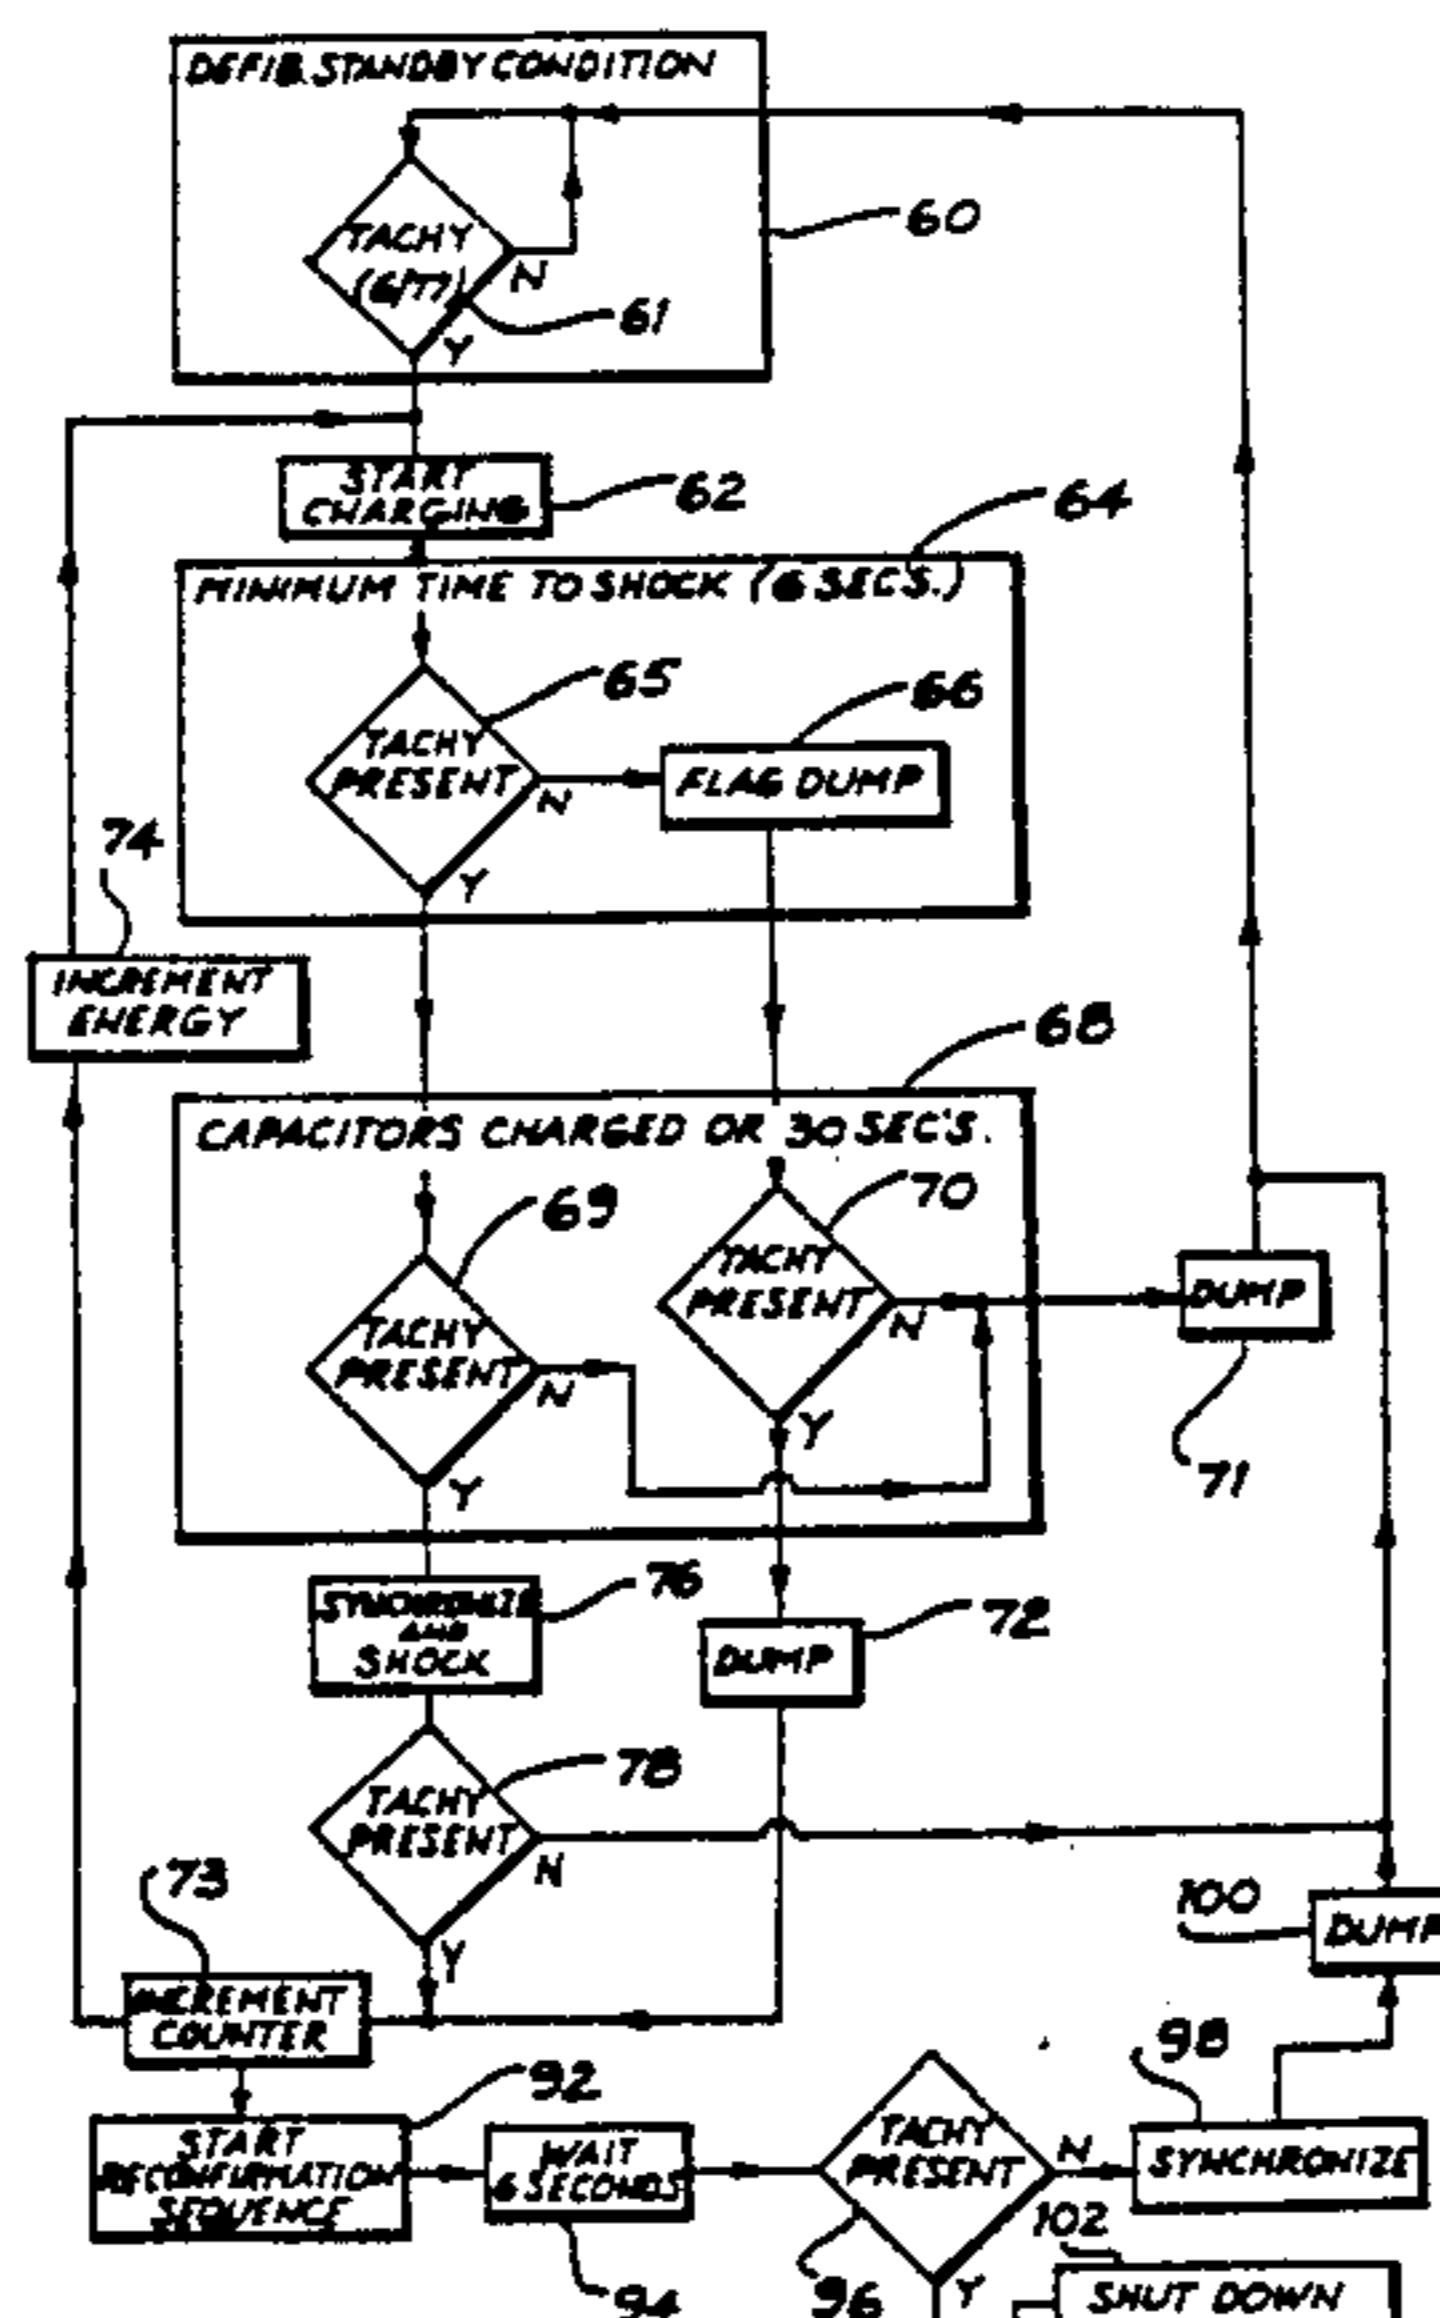 DEFIB. STANDBY CONDITION
TACHY
(6/7)
N
60
61
Y
START
CHARGING
62
64
MINIMUM TIME TO SHOCK (6 SEC'S.)
65
66
TACHY
PRESENT
N
FLAG DUMP
Y
74
INCREMENT
ENERGY
68
CAPACITORS CHARGED OR 30 SEC'S.
69
70
TACHY
PRESENT
N
DUMP
71
TACHY
PRESENT
N
Y
Y
SYNCHRONIZE
AND
SHOCK
76
72
DUMP
TACHY
PRESENT
78
N
Y
73
INCREMENT
COUNTER
100
DUMP
98
92
START
RECONFIRMATION
SEQUENCE
WAIT
6 SECONDS
94
TACHY
PRESENT
N
96
Y
SYNCHRONIZE
102
SHUT DOWN